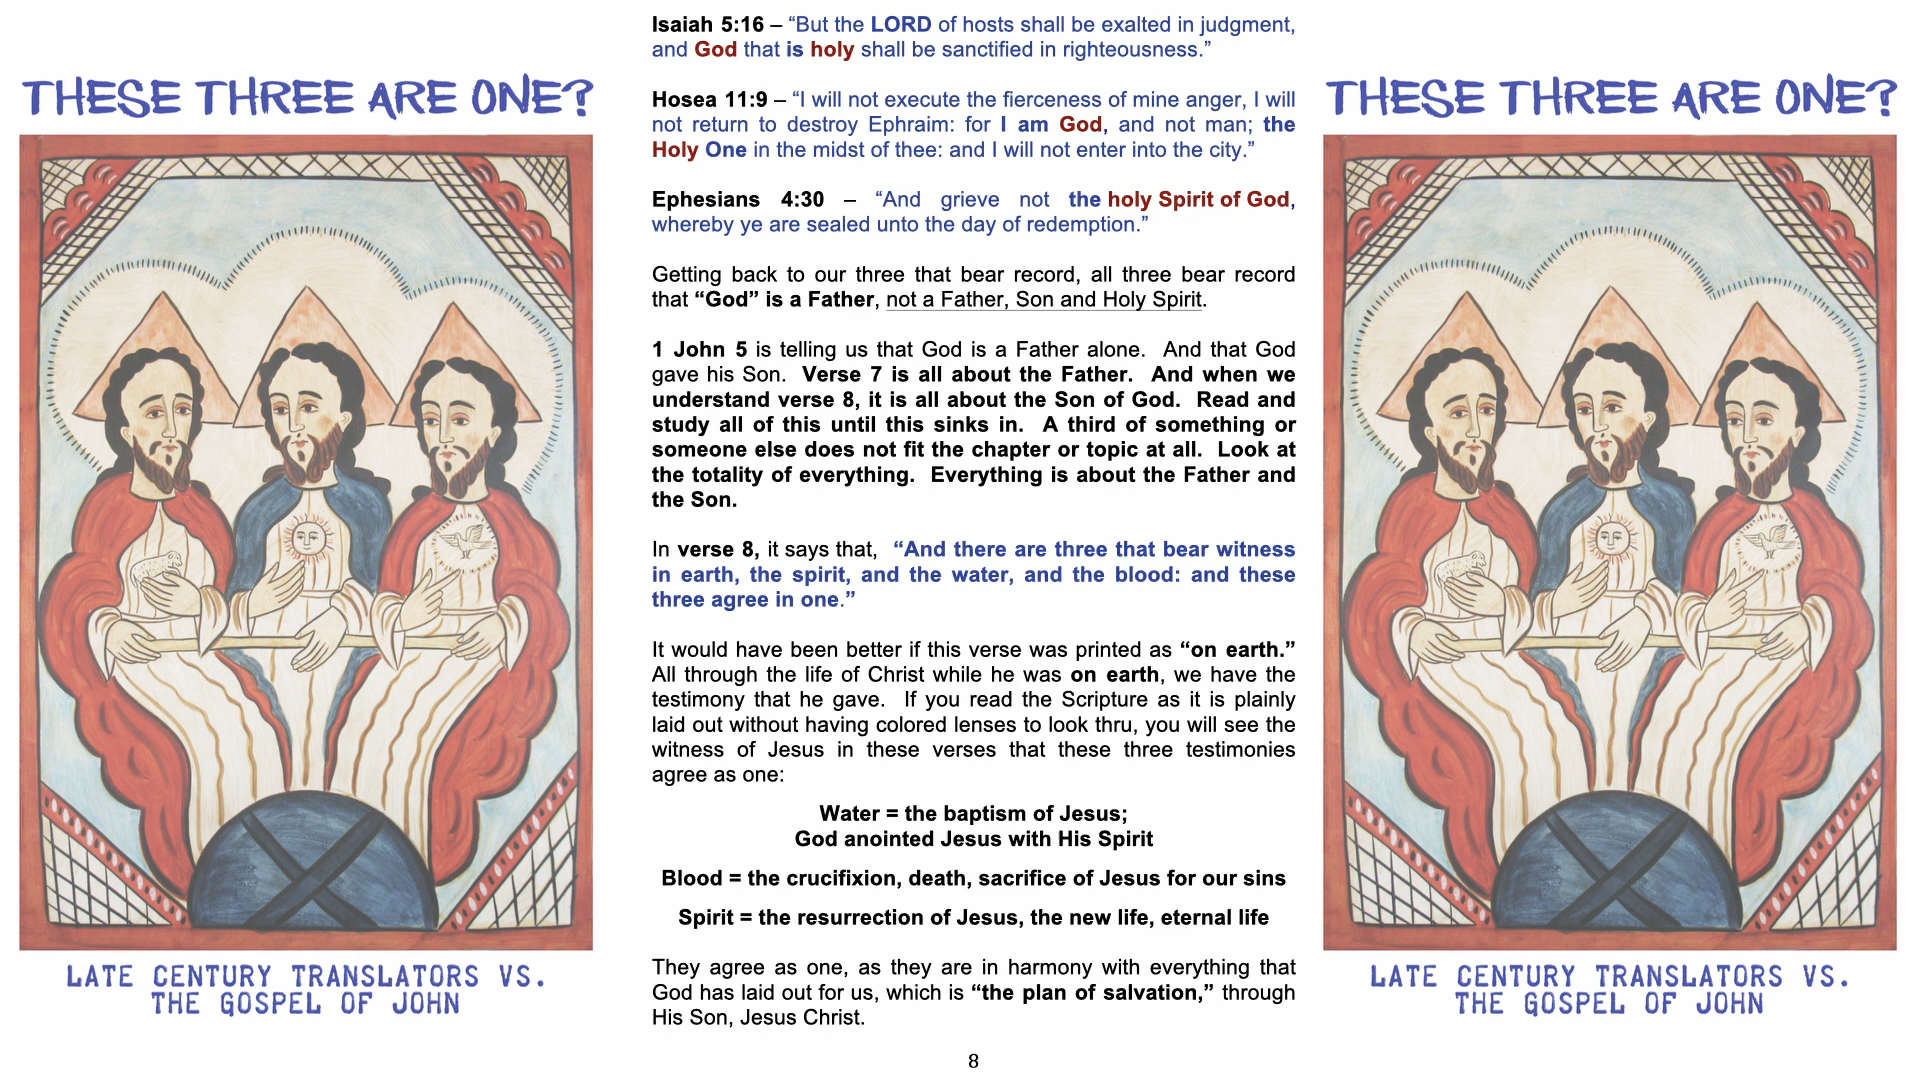 THESE THREE ARE ONE?
LATE CENTURY TRANSLATORS VS.
THE GOSPEL OF JOHN
Isaiah 5:16 – “But the LORD of hosts shall be exalted in judgment,
and God that is holy shall be sanctified in righteousness.”
Hosea 11:9 – “I will not execute the fierceness of mine anger, I will
not return to destroy Ephraim: for I am God, and not man; the
Holy One in the midst of thee: and I will not enter into the city.”
Ephesians 4:30 – “And grieve not the holy Spirit of God,
whereby ye are sealed unto the day of redemption.”
Getting back to our three that bear record, all three bear record
that “God” is a Father, not a Father, Son and Holy Spirit.
1 John 5 is telling us that God is a Father alone. And that God
gave his Son. Verse 7 is all about the Father. And when we
understand verse 8, it is all about the Son of God. Read and
study all of this until this sinks in. A third of something or
someone else does not fit the chapter or topic at all. Look at
the totality of everything. Everything is about the Father and
the Son.
In verse 8, it says that, “And there are three that bear witness
in earth, the spirit, and the water, and the blood: and these
three agree in one.”
It would have been better if this verse was printed as “on earth.”
All through the life of Christ while he was on earth, we have the
testimony that he gave. If you read the Scripture as it is plainly
laid out without having colored lenses to look thru, you will see the
witness of Jesus in these verses that these three testimonies
agree as one:
Water = the baptism of Jesus;
God anointed Jesus with His Spirit
Blood = the crucifixion, death, sacrifice of Jesus for our sins
Spirit = the resurrection of Jesus, the new life, eternal life
They agree as one, as they are in harmony with everything that
God has laid out for us, which is “the plan of salvation,” through
His Son, Jesus Christ.
8
THESE THREE ARE ONE?
LATE CENTURY TRANSLATORS VS.
THE GOSPEL OF JOHN